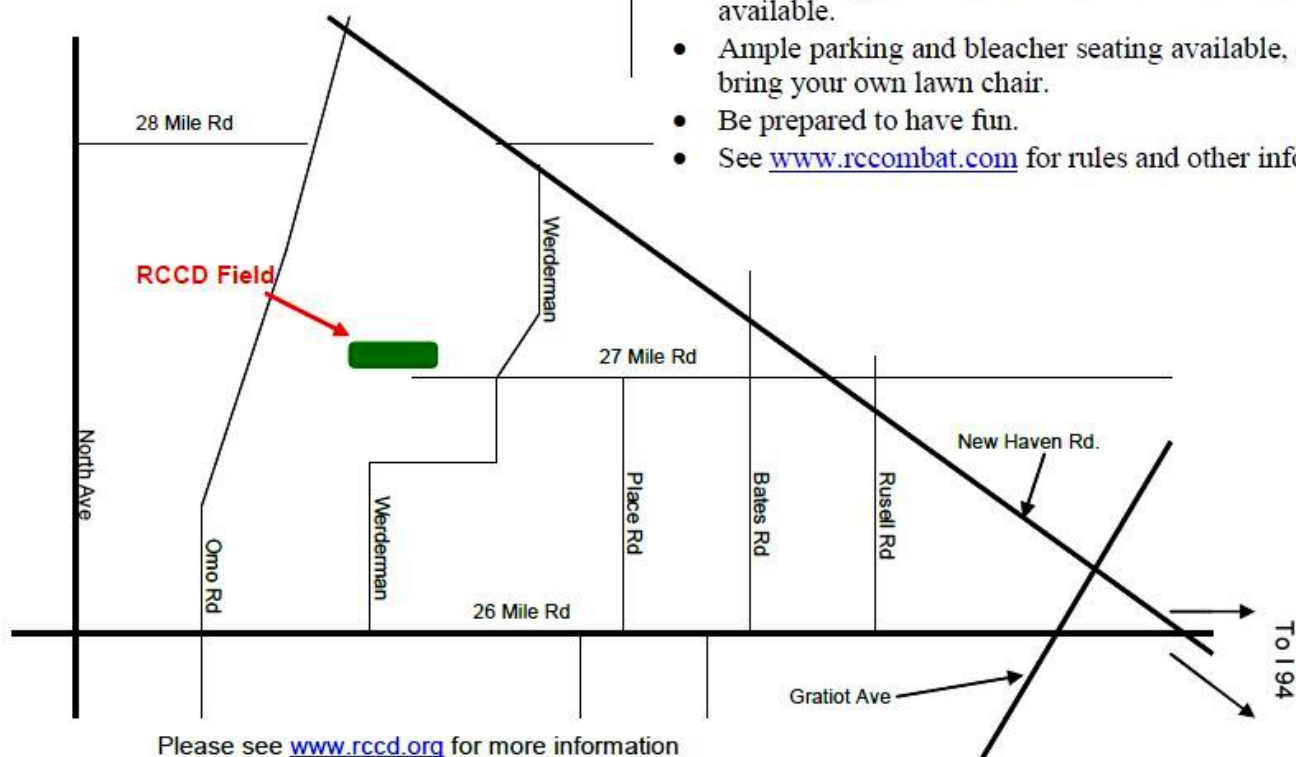 available.
• Ample parking and bleacher seating available,
bring your own lawn chair.
• Be prepared to have fun.
• See www.rccombat.com for rules and other info
28 Mile Rd
Werderman
RCCD Field
27 Mile Rd
North Ave
New Haven Rd.
Omo Rd
Werderman
Place Rd
Bates Rd
Rusell Rd
26 Mile Rd
To I 94
Gratiot Ave
Please see www.rccd.org for more information